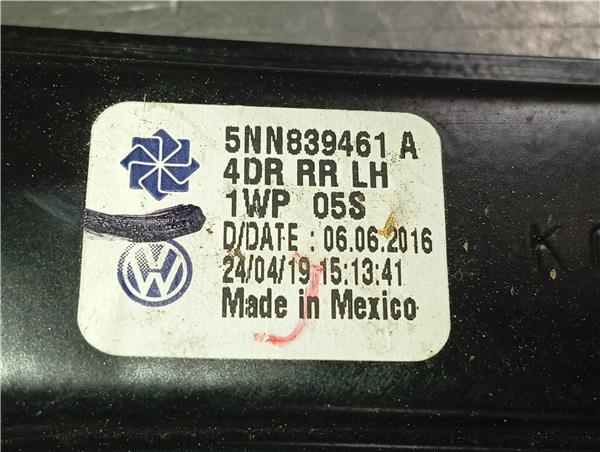 5NN839461 A
4DR RR LH
1WP 05S
D/DATE : 06.06.2016
24/04/19 15:13:41
Made in Mexico